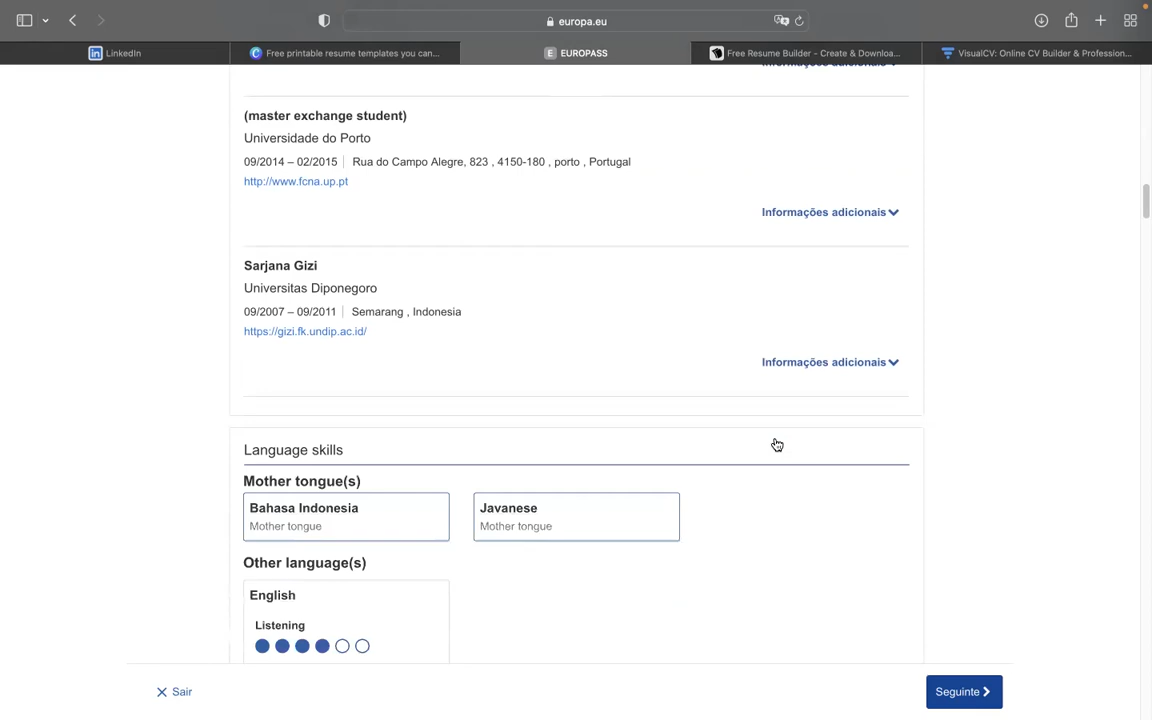 europa.eu
LinkedIn
Free printable resume templates you can...
EUROPASS
Free Resume Builder - Create & Downloa...
VisualCV: Online CV Builder & Profession...
Informações adicionais
(master exchange student)
Universidade do Porto
09/2014 – 02/2015 Rua do Campo Alegre, 823 , 4150-180 , porto , Portugal
http://www.fcna.up.pt
Informações adicionais
Sarjana Gizi
Universitas Diponegoro
09/2007 – 09/2011 Semarang , Indonesia
https://gizi.fk.undip.ac.id/
Informações adicionais
Language skills
Mother tongue(s)
Bahasa Indonesia
Mother tongue
Javanese
Mother tongue
Other language(s)
English
Listening
Sair
Seguinte